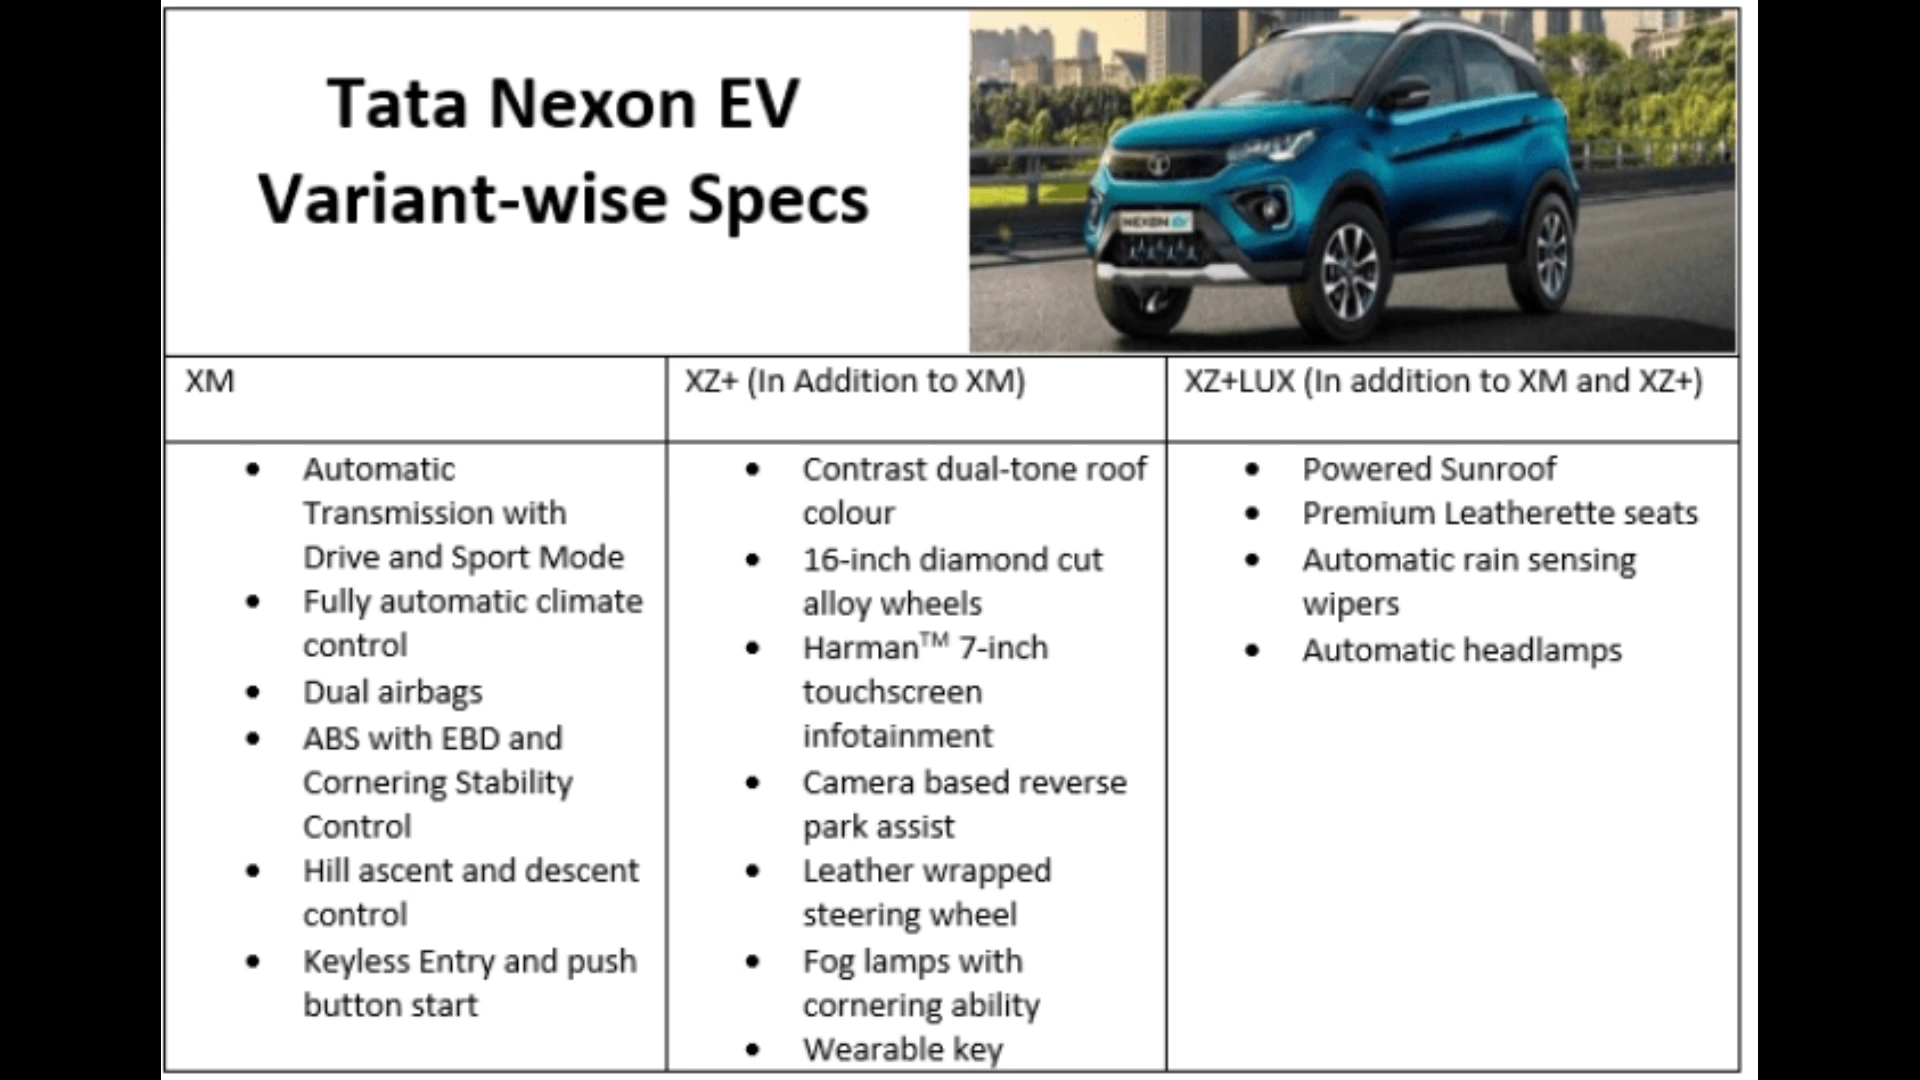 Tata Nexon EV
Variant-wise Specs
NEXON EV
XM
XZ+ (In Addition to XM)
XZ+LUX (In addition to XM and XZ+)
• Automatic
Transmission with
Drive and Sport Mode
• Fully automatic climate
control
• Dual airbags
• ABS with EBD and
Cornering Stability
Control
• Hill ascent and descent
control
• Keyless Entry and push
button start
• Contrast dual-tone roof
colour
• 16-inch diamond cut
alloy wheels
• Harman™ 7-inch
touchscreen
infotainment
• Camera based reverse
park assist
• Leather wrapped
steering wheel
• Fog lamps with
cornering ability
• Wearable key
• Powered Sunroof
• Premium Leatherette seats
• Automatic rain sensing
wipers
• Automatic headlamps